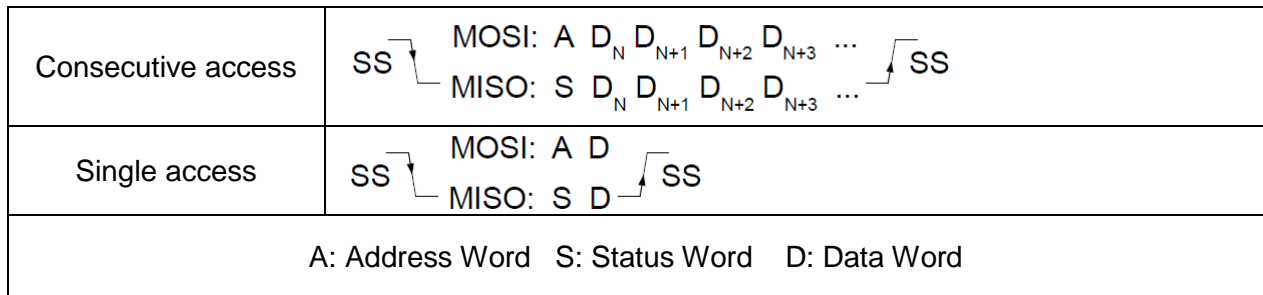 Consecutive access
SS MOSI: A D_N D_N+1 D_N+2 D_N+3 ... SS
MISO: S D_N D_N+1 D_N+2 D_N+3 ...
Single access
SS MOSI: A D SS
MISO: S D
A: Address Word S: Status Word D: Data Word